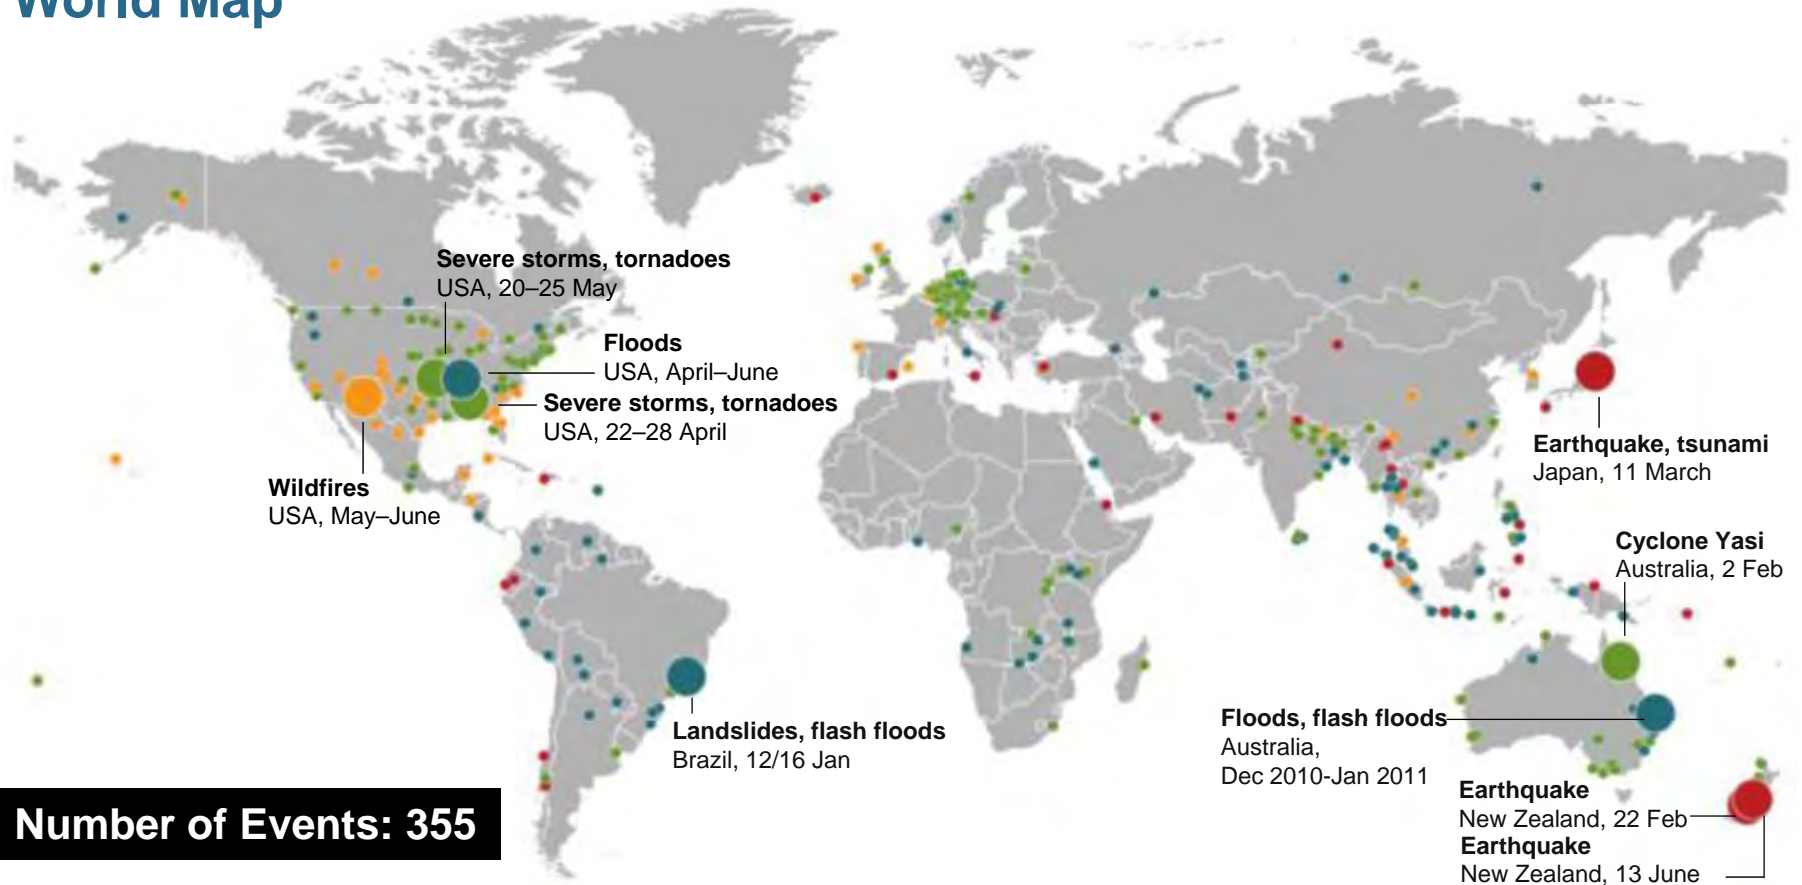 World Map
Severe storms, tornadoes
USA, 20–25 May
Floods
USA, April–June
Severe storms, tornadoes
USA, 22–28 April
Wildfires
USA, May–June
Earthquake, tsunami
Japan, 11 March
Cyclone Yasi
Australia, 2 Feb
Landslides, flash floods
Brazil, 12/16 Jan
Floods, flash floods
Australia,
Dec 2010-Jan 2011
Earthquake
New Zealand, 22 Feb
Earthquake
New Zealand, 13 June
Number of Events: 355